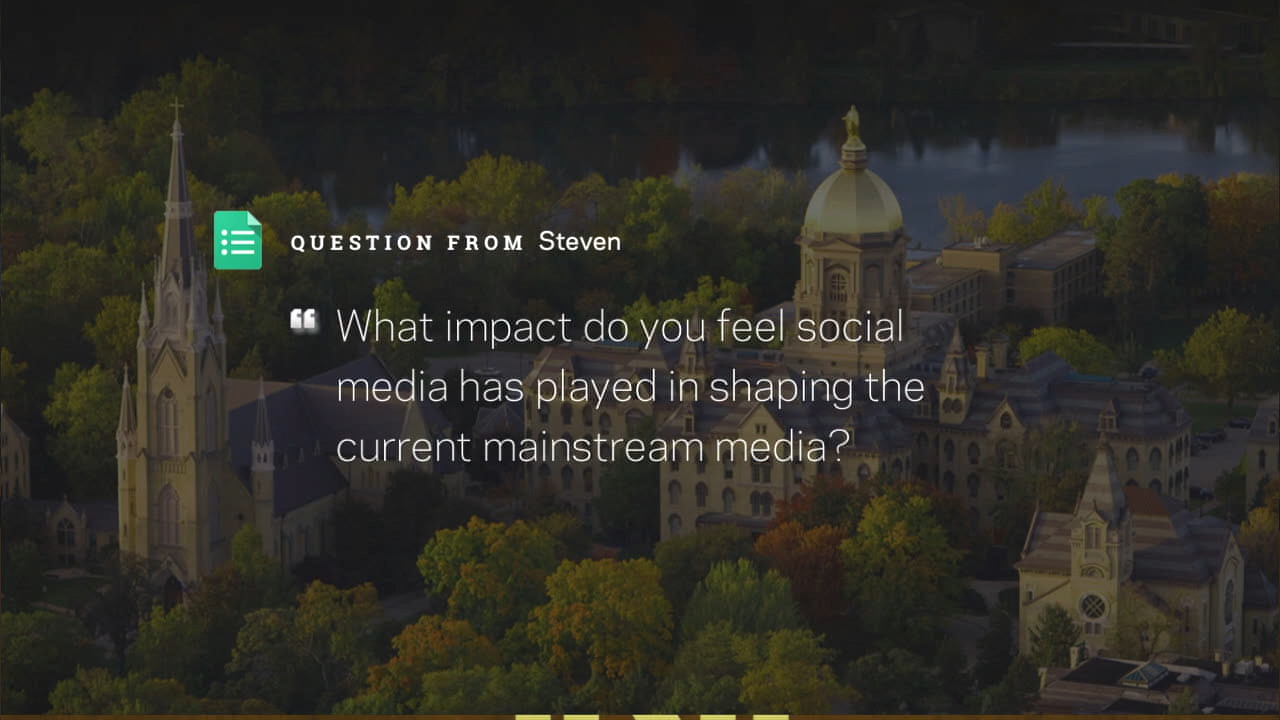 QUESTION FROM Steven
❝ What impact do you feel social
media has played in shaping the
current mainstream media?